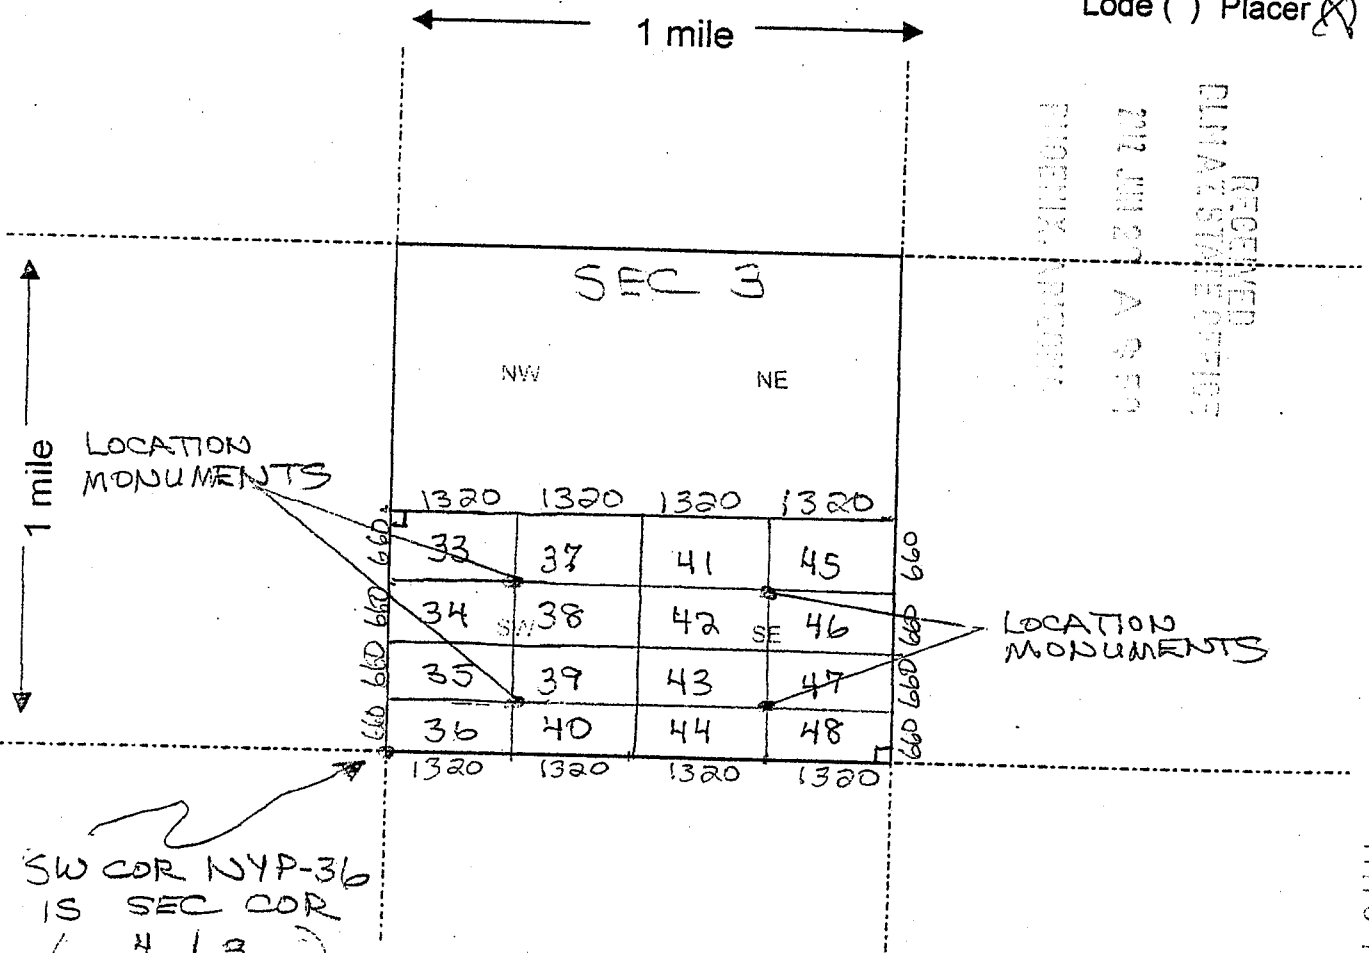 Lode ( ) Placer (X)
1 mile
RECEIVED
STATE OFFICE
SEC 3
NW
NE
1 mile
LOCATION
MONUMENTS
1320 1320 1320 1320
660 33 37 41 45 660
660 34 SW 38 42 SE 46 660
660 35 39 43 47 660
660 36 40 44 48 660
1320 1320 1320 1320
LOCATION
MONUMENTS
SW COR NYP-36
IS SEC COR